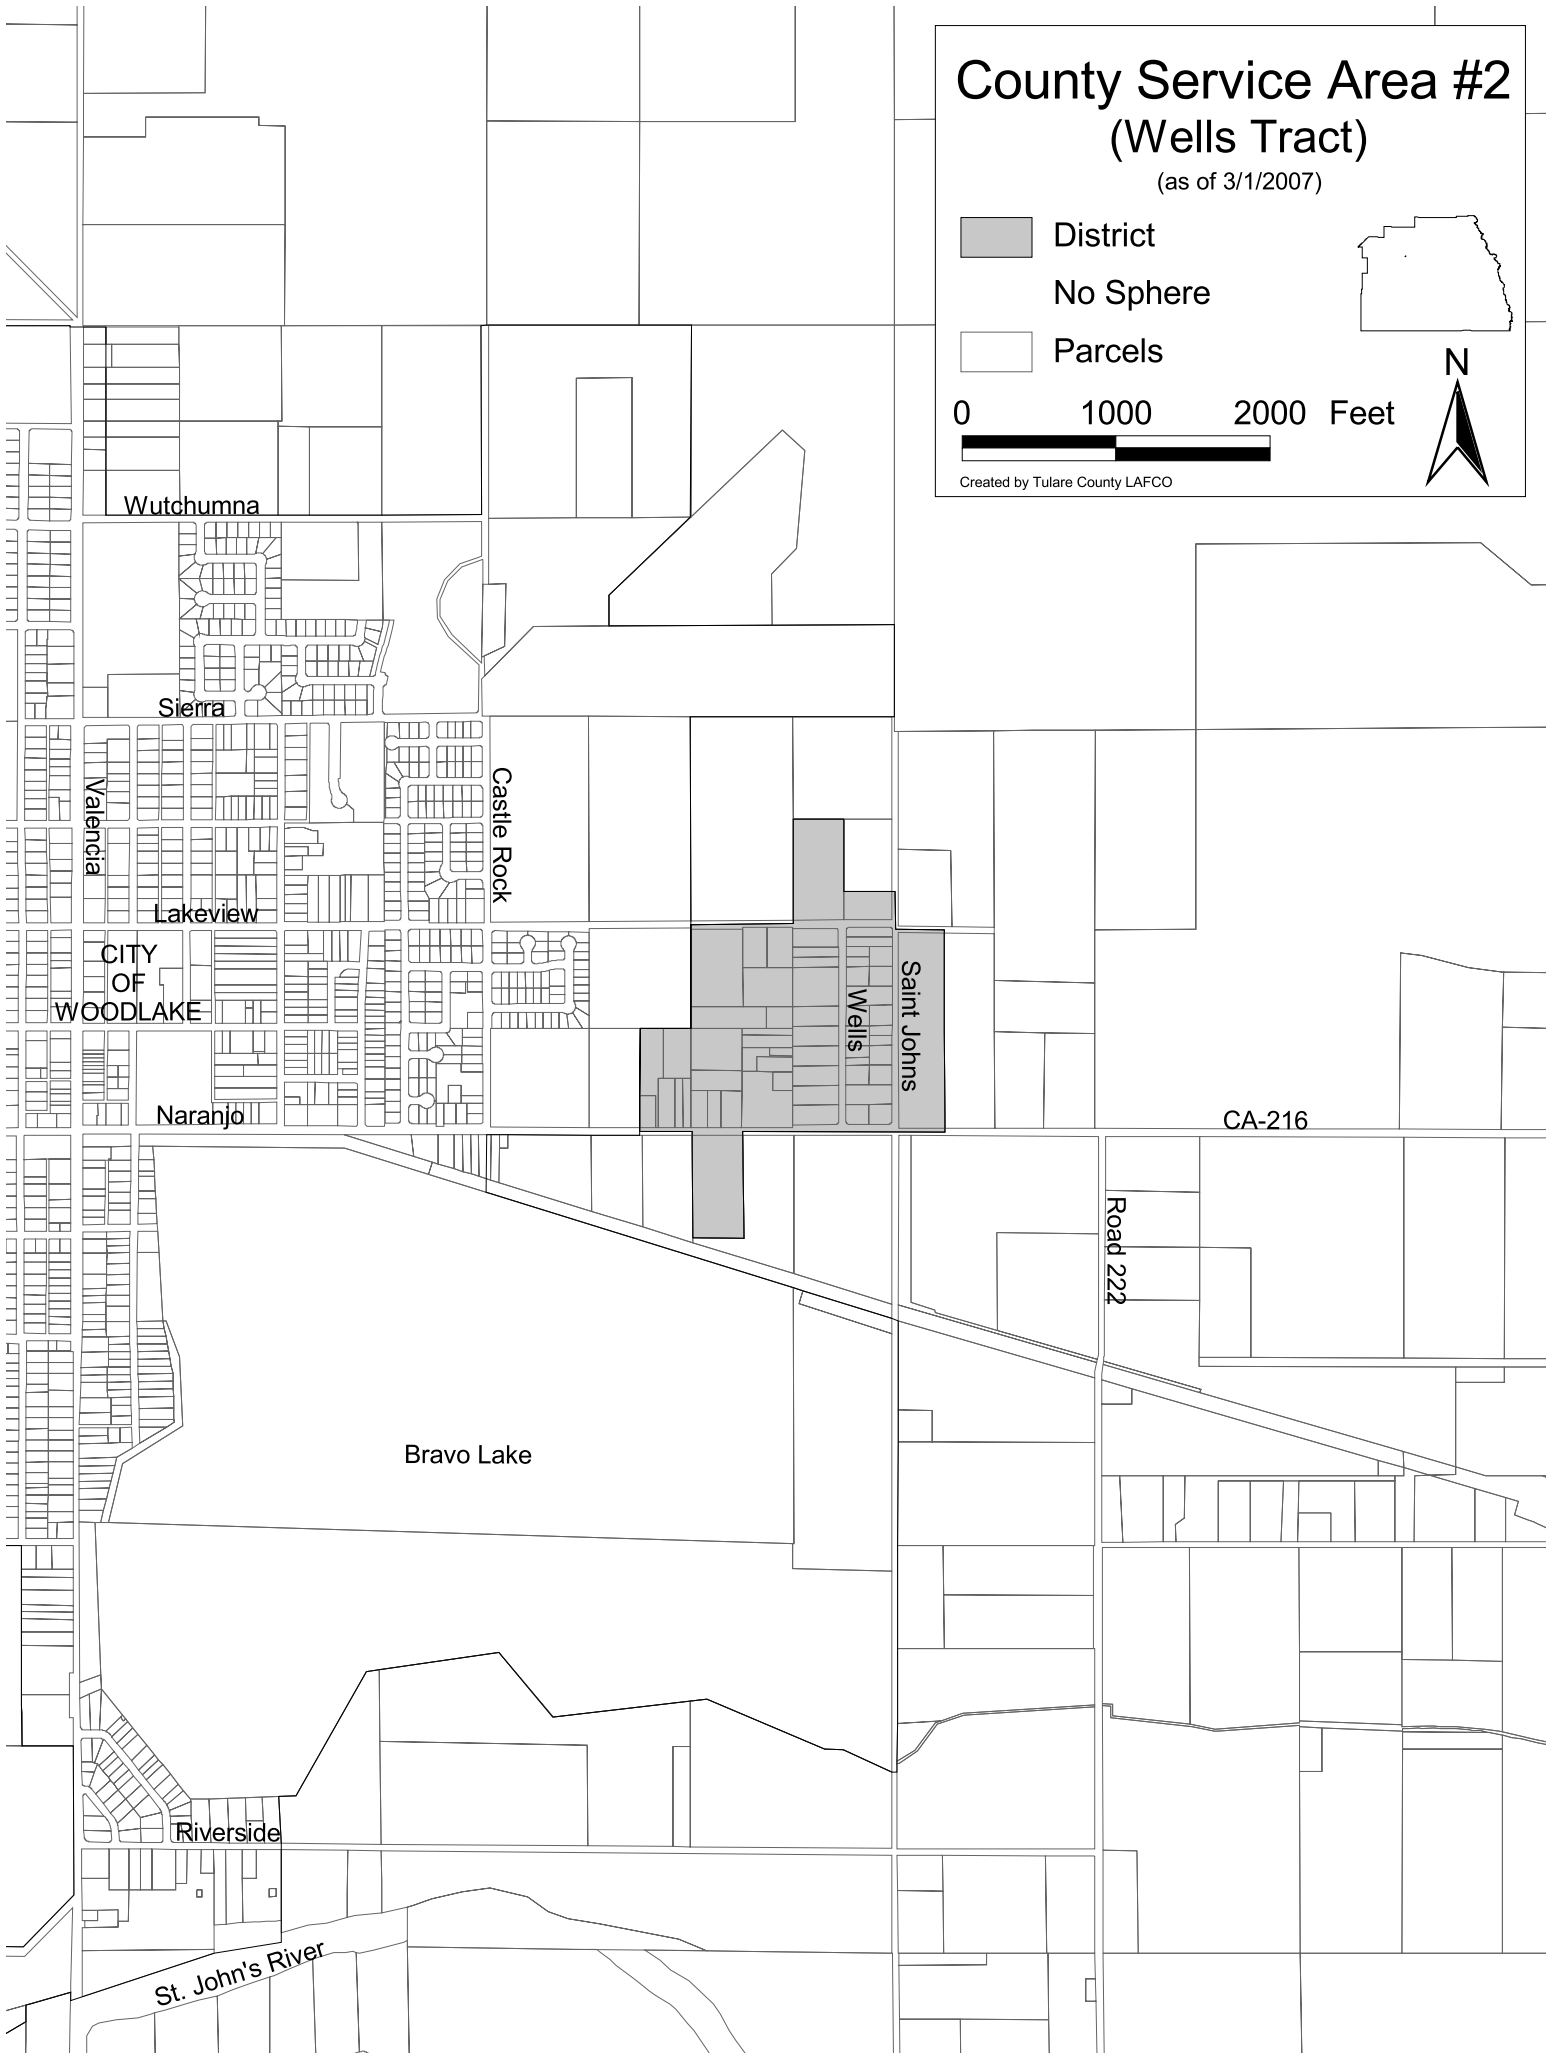 County Service Area #2
(Wells Tract)
(as of 3/1/2007)
District
No Sphere
Parcels
N
0 1000 2000 Feet
Created by Tulare County LAFCO
Wutchumna
Sierra
Valencia
Castle Rock
Lakeview
CITY
OF
WOODLAKE
Wells
Saint Johns
Naranjo
CA-216
Road 222
Bravo Lake
Riverside
St. John's River